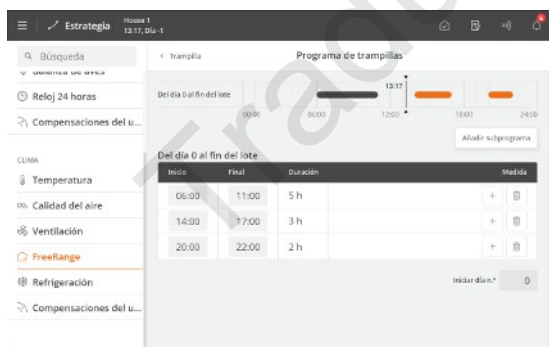 Estrategia
House 1
13:17, Día -1
6
Búsqueda
Balanza de aves
Reloj 24 horas
Compensaciones del u...
CLIMA
Temperatura
Calidad del aire
Ventilación
FreeRange
Refrigeración
Compensaciones del u...
< Trampilla
Programa de trampillas
Del día 0 al fin del lote
13:17
00:00 06:00 12:00 18:00 24:00
Añadir subprograma
Del día 0 al fin del lote
Inicio Final Duración Medida
06:00 11:00 5 h +
14:00 17:00 3 h +
20:00 22:00 2 h +
Iniciar día n.º 0